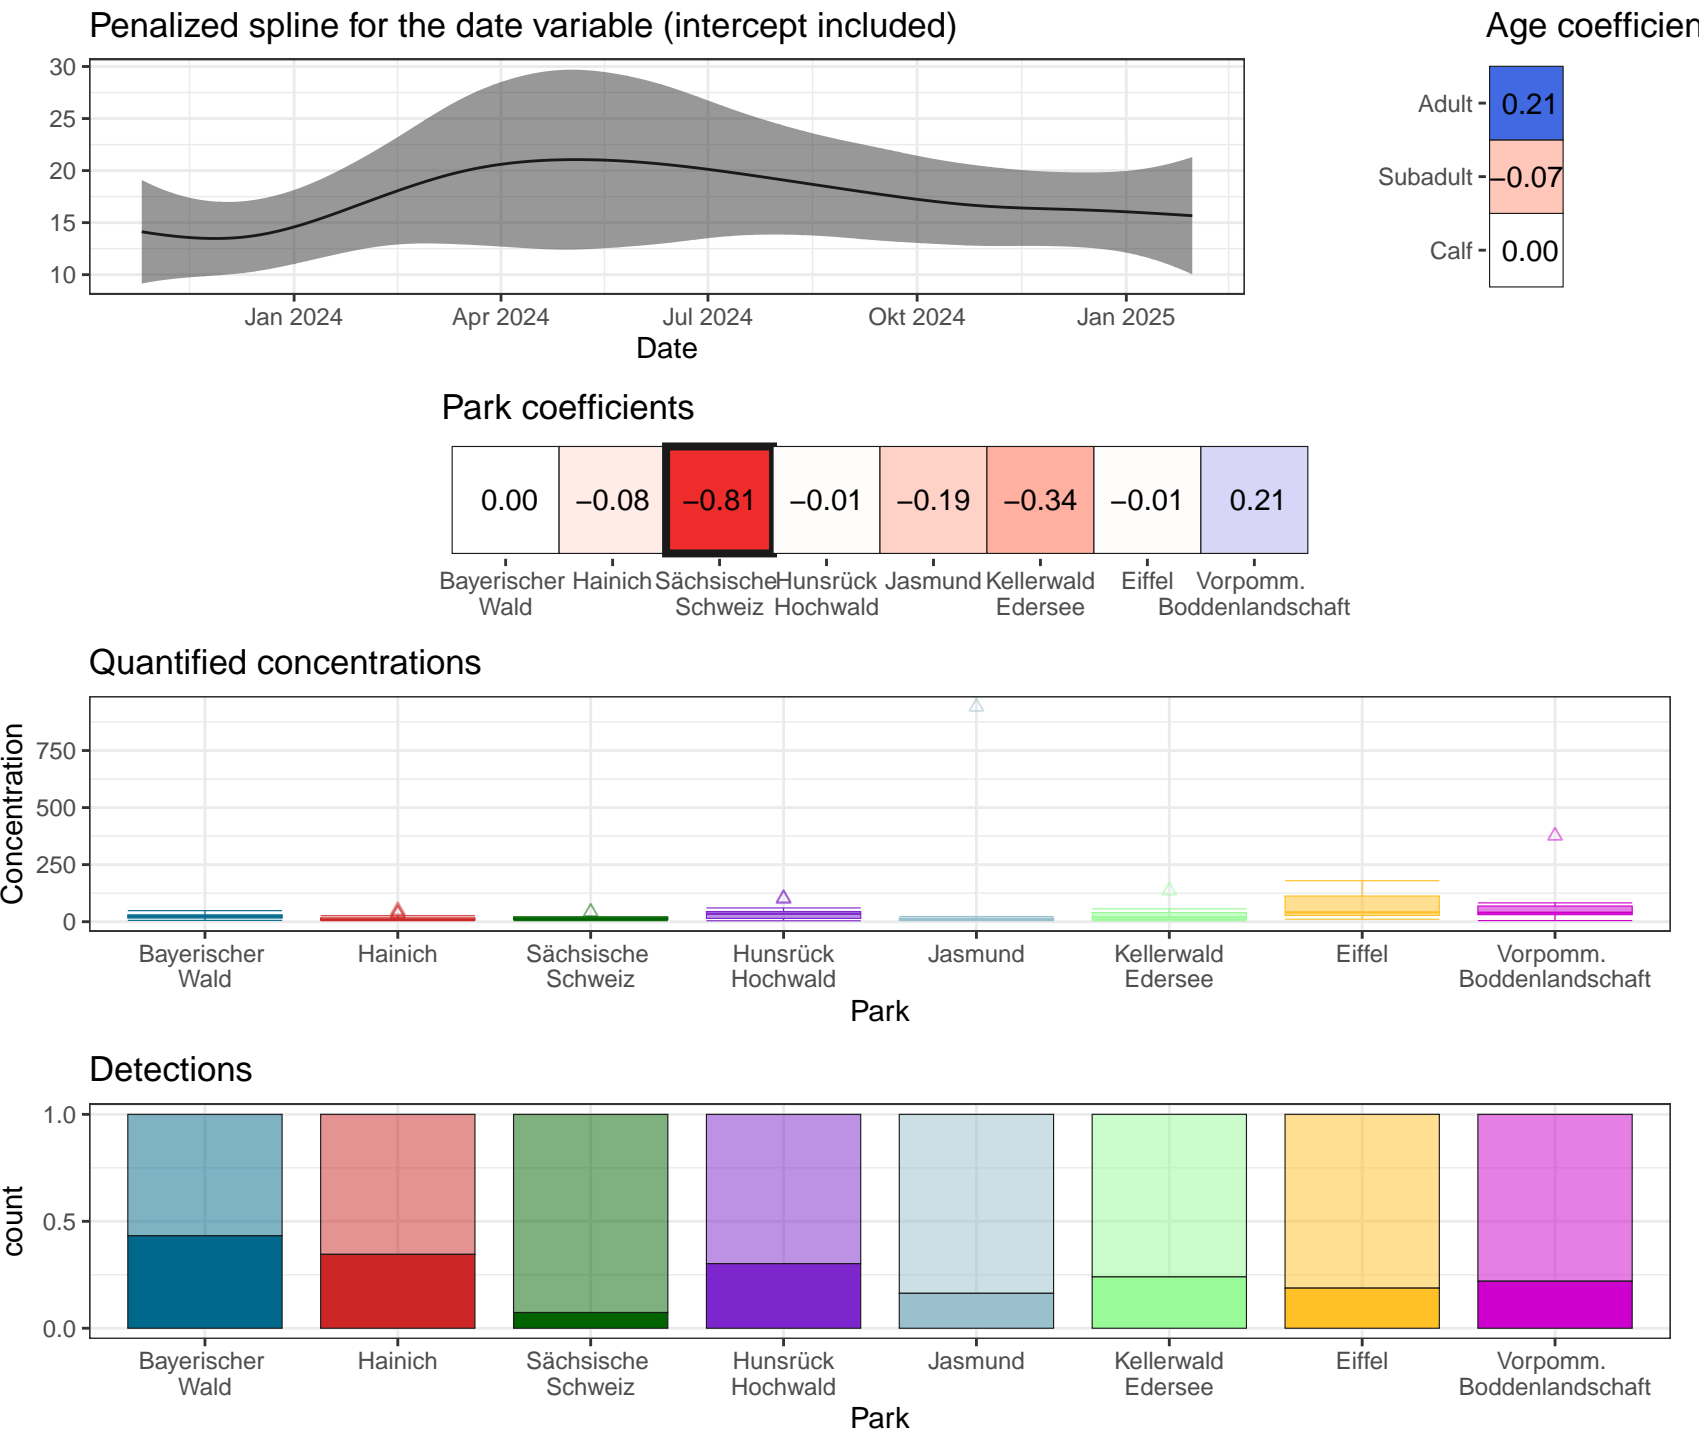 Penalized spline for the date variable (intercept included)
30
25
20
15
10
Jan 2024 Apr 2024 Jul 2024 Okt 2024 Jan 2025
Date
Age coefficien
Adult 0.21
Subadult −0.07
Calf 0.00
Park coefficients
0.00 −0.08 −0.81 −0.01 −0.19 −0.34 −0.01 0.21
Bayerischer Hainich Sächsische Hunsrück Jasmund Kellerwald Eiffel Vorpomm.
Wald Schweiz Hochwald Edersee Boddenlandschaft
Quantified concentrations
Concentration
750
500
250
0
Bayerischer Hainich Sächsische Hunsrück Jasmund Kellerwald Eiffel Vorpomm.
Wald Schweiz Hochwald Edersee Boddenlandschaft
Park
Detections
count
1.0
0.5
0.0
Bayerischer Hainich Sächsische Hunsrück Jasmund Kellerwald Eiffel Vorpomm.
Wald Schweiz Hochwald Edersee Boddenlandschaft
Park